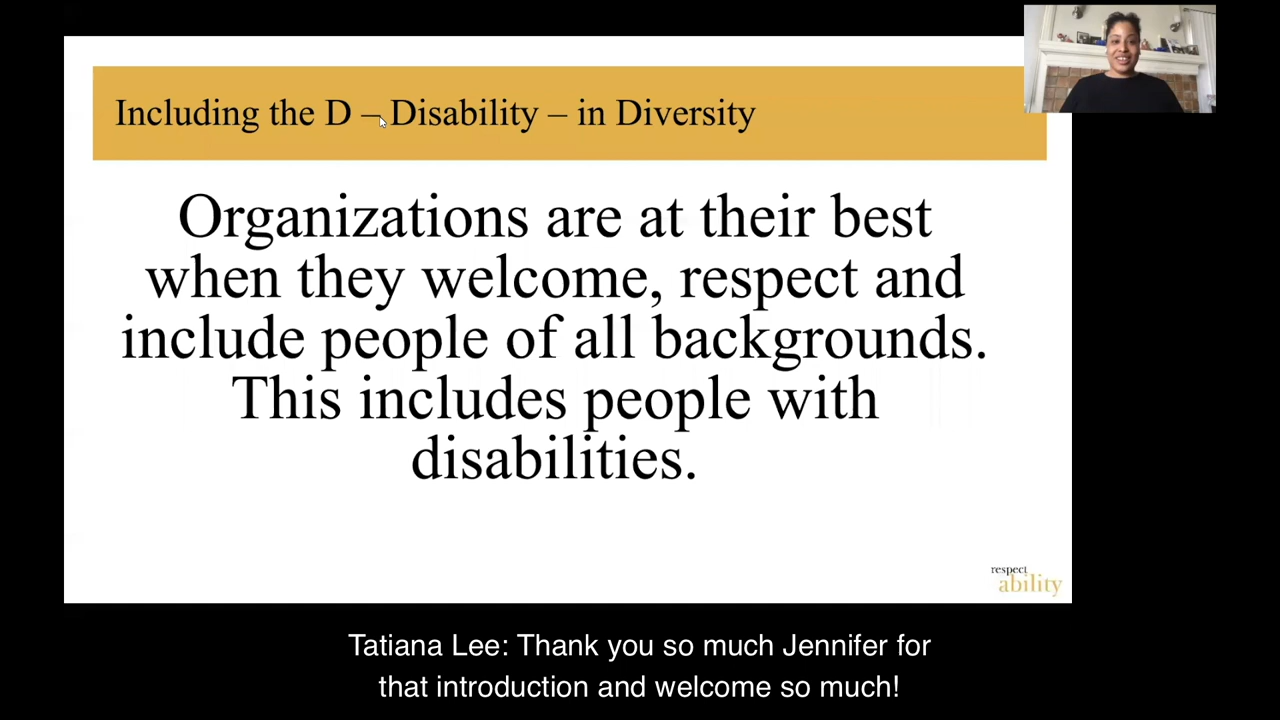 Including the D – Disability – in Diversity
Organizations are at their best
when they welcome, respect and
include people of all backgrounds.
This includes people with
disabilities.
respect
ability
Tatiana Lee: Thank you so much Jennifer for
that introduction and welcome so much!